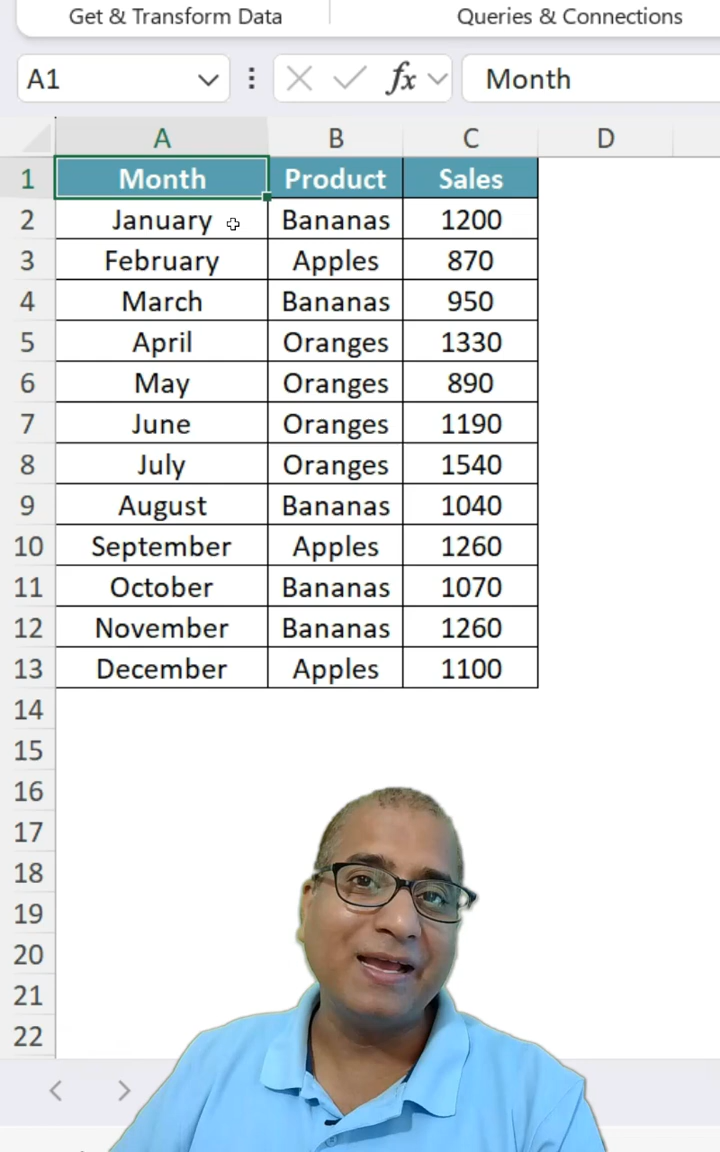 Get & Transform Data Queries & Connections
A1 fx Month
A B C D
1 Month Product Sales
2 January Bananas 1200
3 February Apples 870
4 March Bananas 950
5 April Oranges 1330
6 May Oranges 890
7 June Oranges 1190
8 July Oranges 1540
9 August Bananas 1040
10 September Apples 1260
11 October Bananas 1070
12 November Bananas 1260
13 December Apples 1100
14
15
16
17
18
19
20
21
22